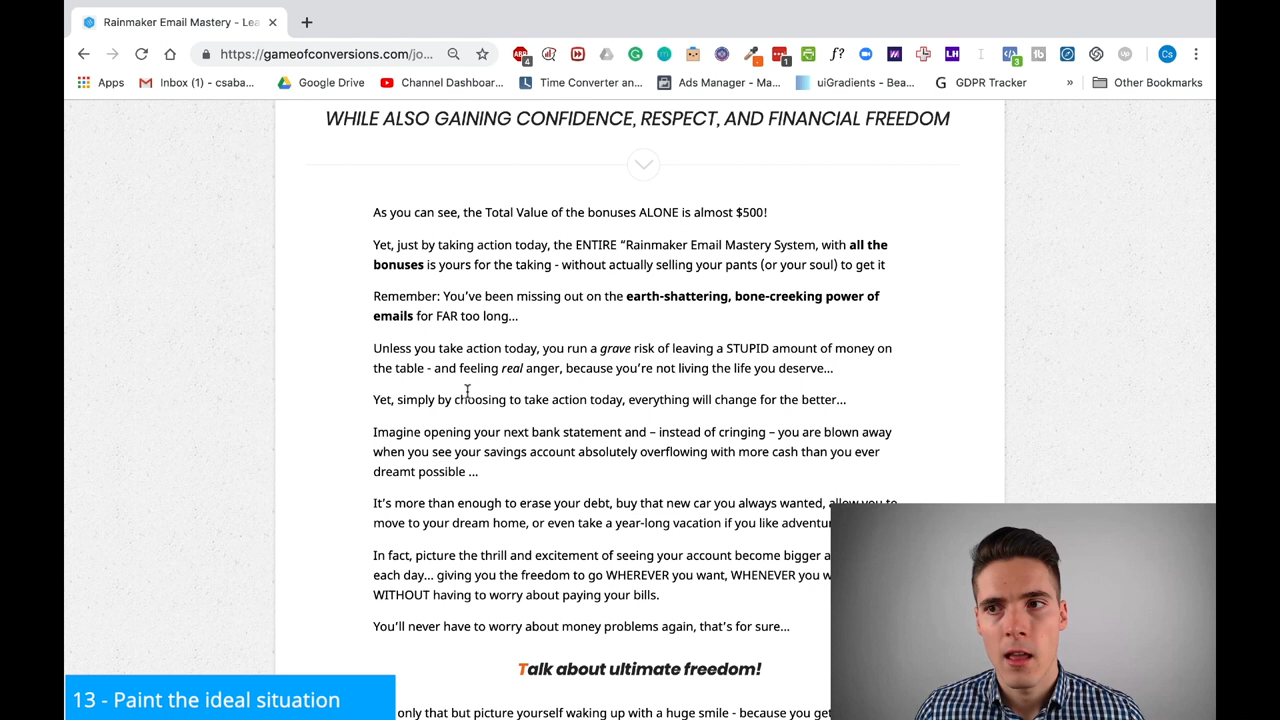 Rainmaker Email Mastery - Lea
https://gameofconversions.com/jo...
Cs
Apps
Inbox (1) - csaba...
Google Drive
Channel Dashboar...
Time Converter an...
Ads Manager - Ma...
uiGradients - Bea...
GDPR Tracker
»
Other Bookmarks
WHILE ALSO GAINING CONFIDENCE, RESPECT, AND FINANCIAL FREEDOM
As you can see, the Total Value of the bonuses ALONE is almost $500!
Yet, just by taking action today, the ENTIRE “Rainmaker Email Mastery System, with all the
bonuses is yours for the taking - without actually selling your pants (or your soul) to get it
Remember: You’ve been missing out on the earth-shattering, bone-creeking power of
emails for FAR too long...
Unless you take action today, you run a grave risk of leaving a STUPID amount of money on
the table - and feeling real anger, because you’re not living the life you deserve...
Yet, simply by choosing to take action today, everything will change for the better...
Imagine opening your next bank statement and – instead of cringing – you are blown away
when you see your savings account absolutely overflowing with more cash than you ever
dreamt possible ...
It’s more than enough to erase your debt, buy that new car you always wanted, allow you to
move to your dream home, or even take a year-long vacation if you like
In fact, picture the thrill and excitement of seeing your account become bigger
each day... giving you the freedom to go WHEREVER you want, WHENEVER you
WITHOUT having to worry about paying your bills.
You’ll never have to worry about money problems again, that’s for sure...
Talk about ultimate freedom!
only that but picture yourself waking up with a huge smile - because you get
13 - Paint the ideal situation